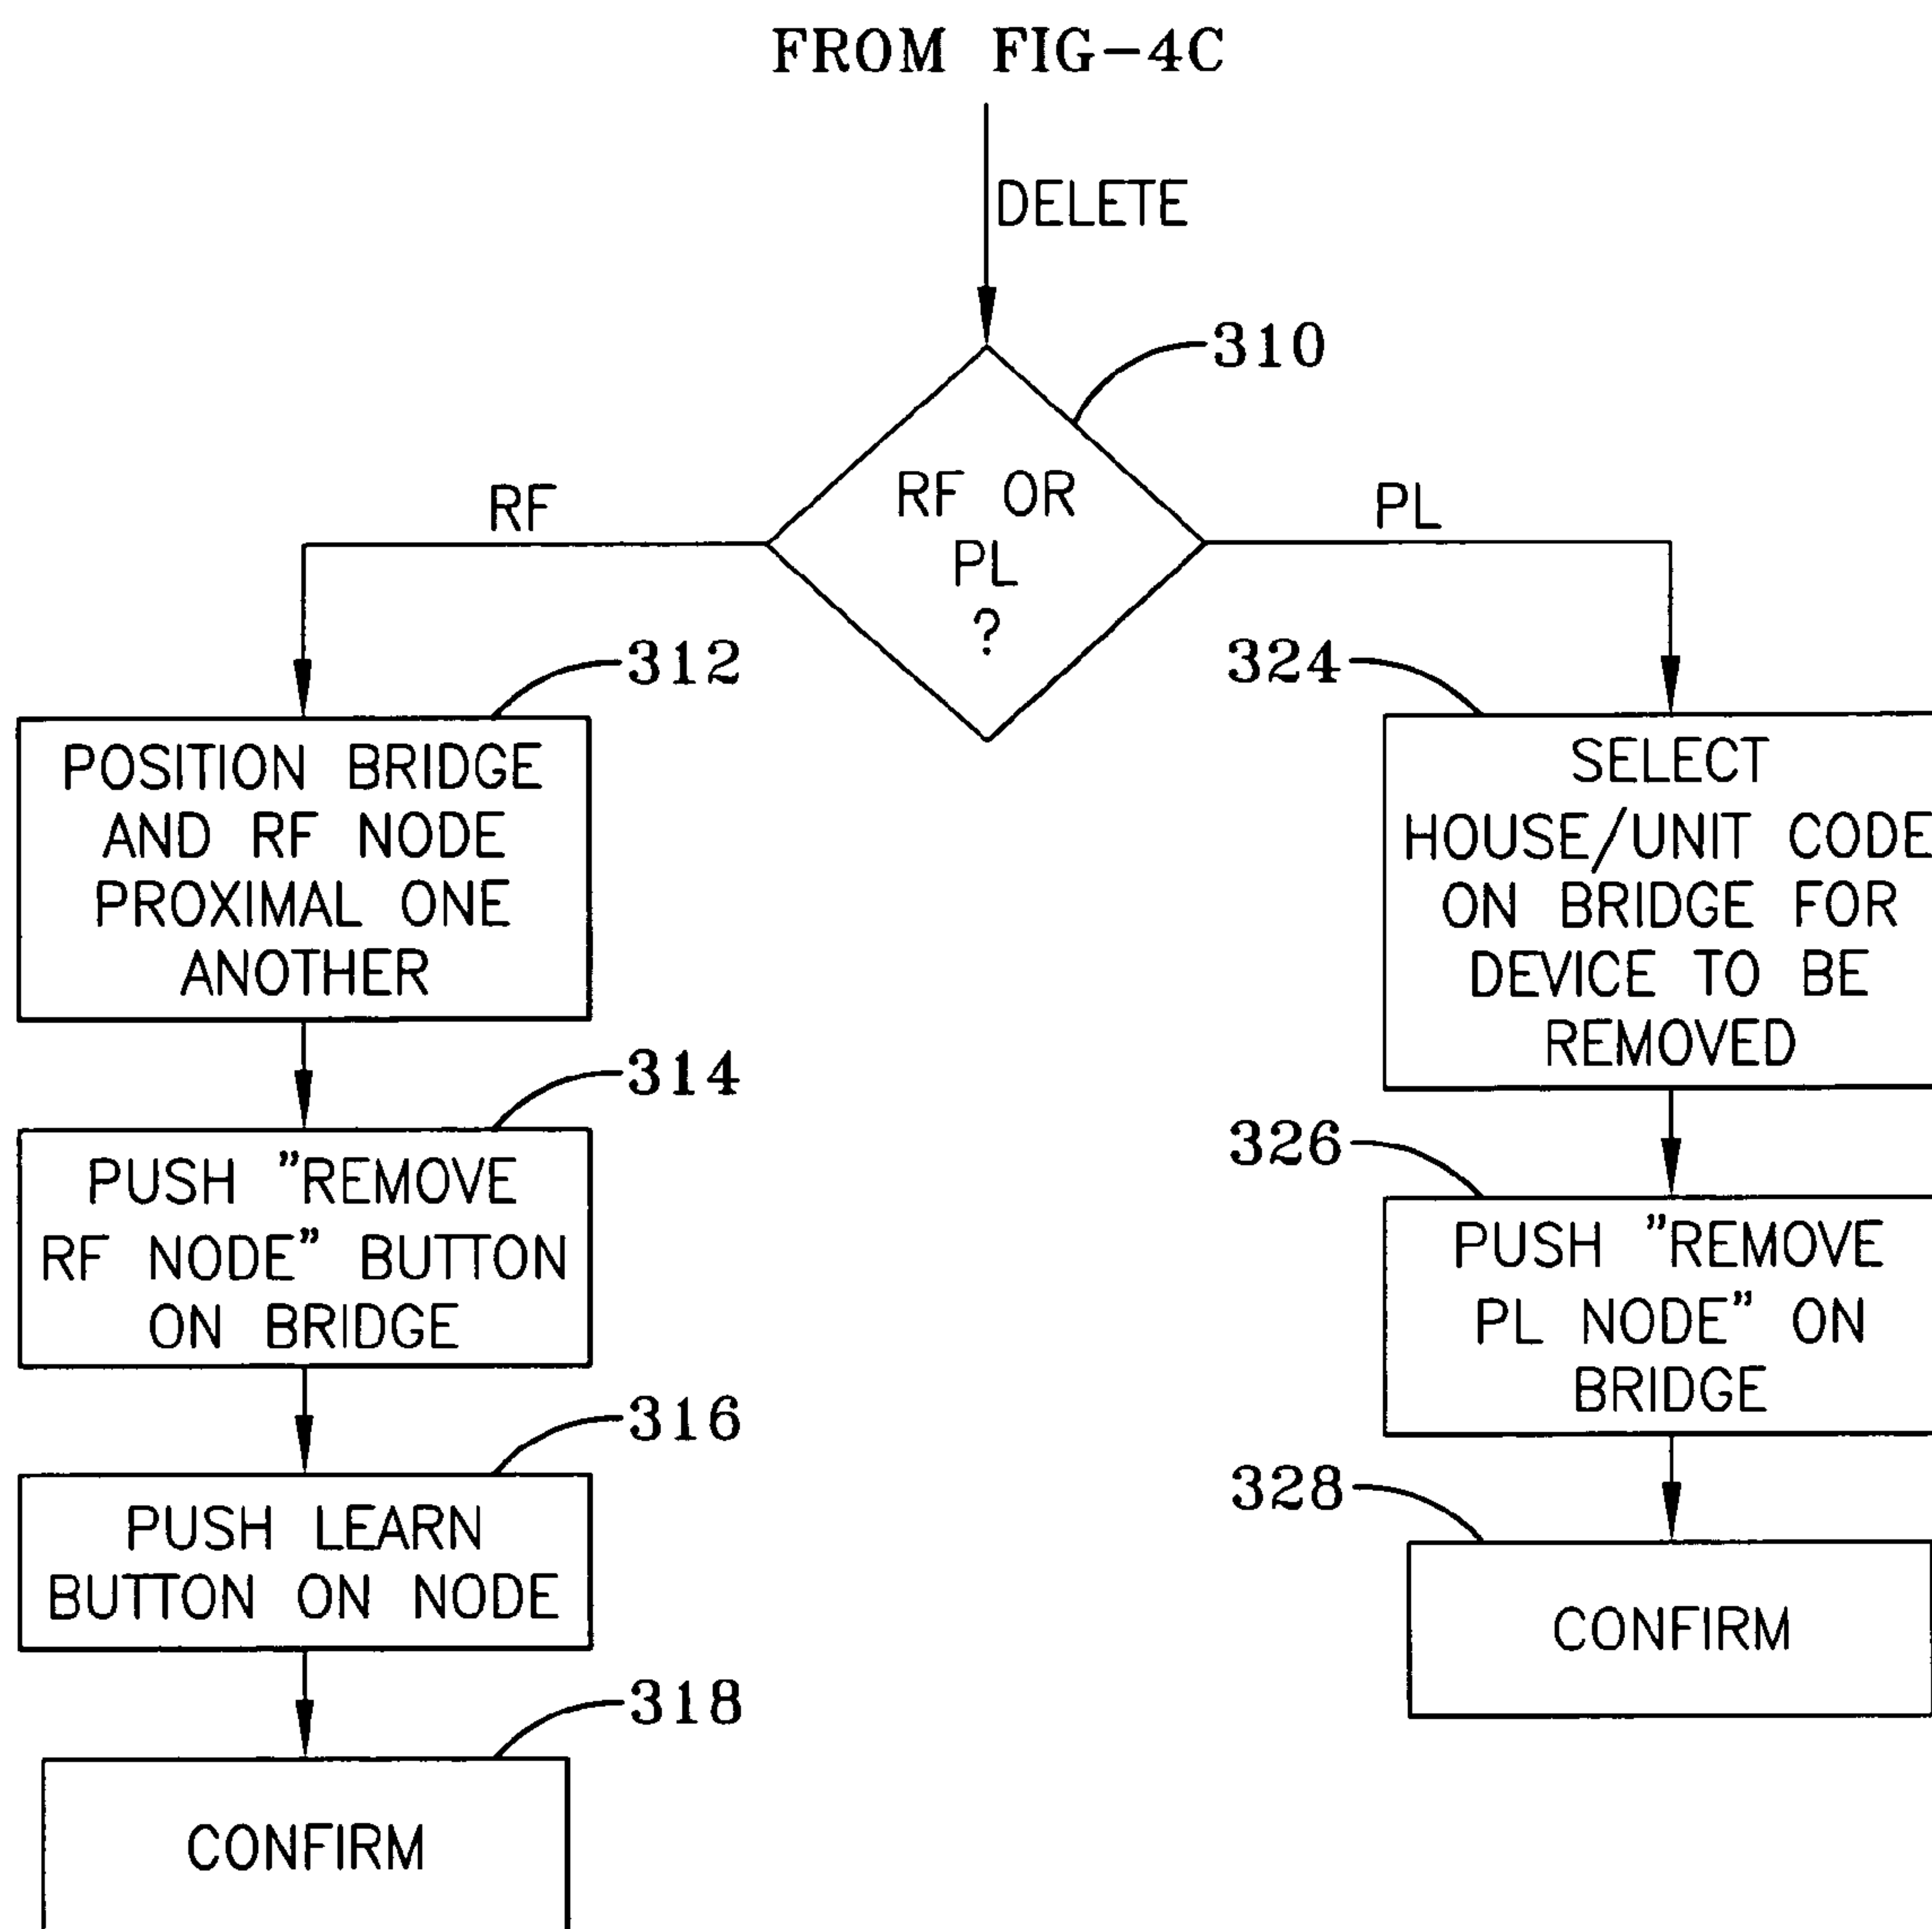 FROM FIG-4C
DELETE
310
RF OR
PL
?
RF
PL
312
POSITION BRIDGE
AND RF NODE
PROXIMAL ONE
ANOTHER
314
PUSH "REMOVE
RF NODE" BUTTON
ON BRIDGE
316
PUSH LEARN
BUTTON ON NODE
318
CONFIRM
324
SELECT
HOUSE/UNIT CODE
ON BRIDGE FOR
DEVICE TO BE
REMOVED
326
PUSH "REMOVE
PL NODE" ON
BRIDGE
328
CONFIRM